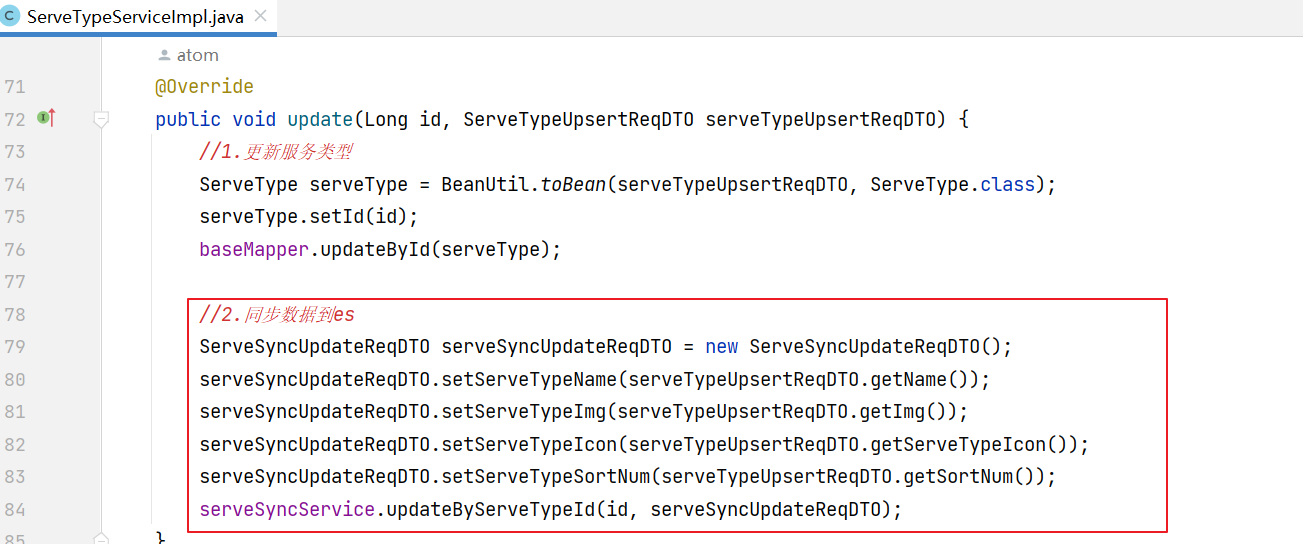 ServeTypeServiceImpl.java
atom
71 @Override
72 public void update(Long id, ServeTypeUpsertReqDTO serveTypeUpsertReqDTO) {
73 //1.更新服务类型
74 ServeType serveType = BeanUtil.toBean(serveTypeUpsertReqDTO, ServeType.class);
75 serveType.setId(id);
76 baseMapper.updateById(serveType);
77
78 //2.同步数据到es
79 ServeSyncUpdateReqDTO serveSyncUpdateReqDTO = new ServeSyncUpdateReqDTO();
80 serveSyncUpdateReqDTO.setServeTypeName(serveTypeUpsertReqDTO.getName());
81 serveSyncUpdateReqDTO.setServeTypeImg(serveTypeUpsertReqDTO.getImg());
82 serveSyncUpdateReqDTO.setServeTypeIcon(serveTypeUpsertReqDTO.getServeTypeIcon());
83 serveSyncUpdateReqDTO.setServeTypeSortNum(serveTypeUpsertReqDTO.getSortNum());
84 serveSyncService.updateByServeTypeId(id, serveSyncUpdateReqDTO);
85 }